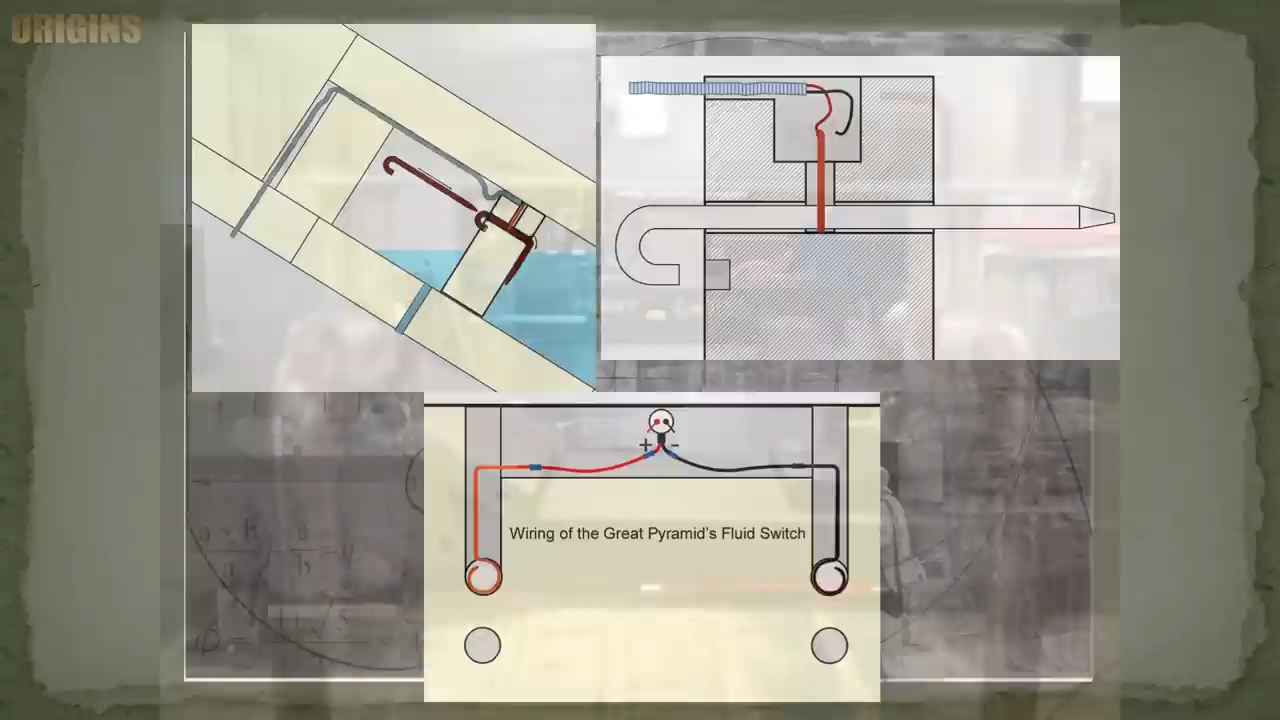 ORIGINS
+ -
Wiring of the Great Pyramid's Fluid Switch